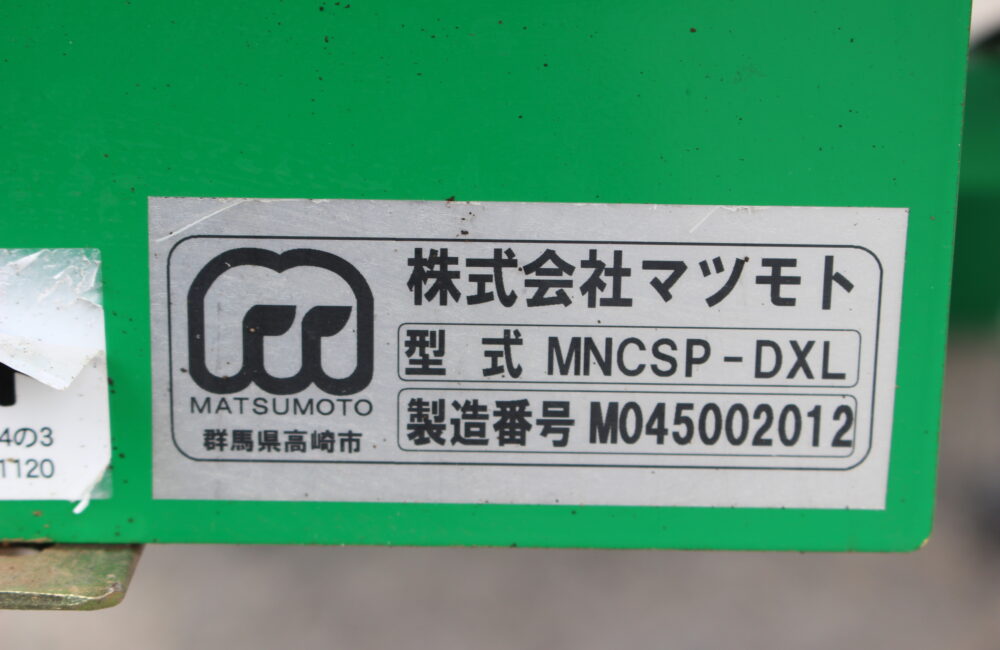 株式会社マツモト
型 式 MNCSP-DXL
製造番号 M045002012
MATSUMOTO
群馬県高崎市
4の3
1120